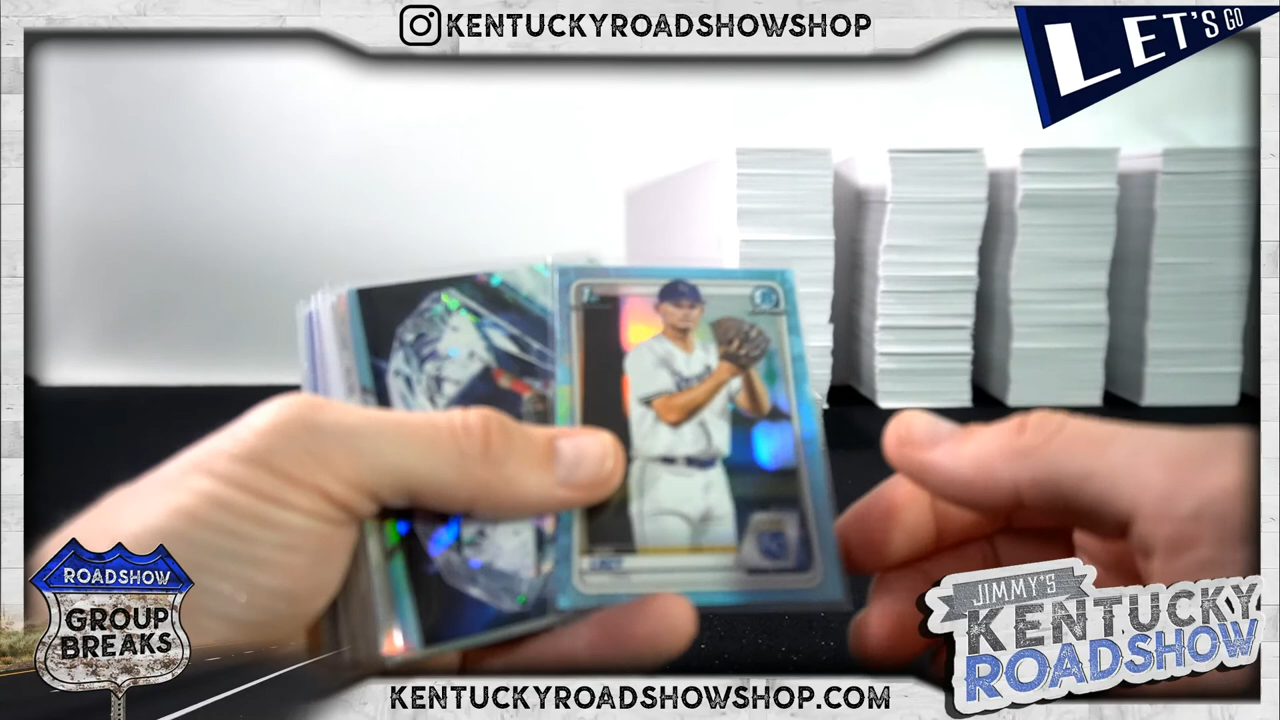 KENTUCKYROADSHOWSHOP
LET'S GO
ROADSHOW
GROUP
BREAKS
JIMMY'S
KENTUCKY
ROADSHOW
KENTUCKYROADSHOWSHOP.COM